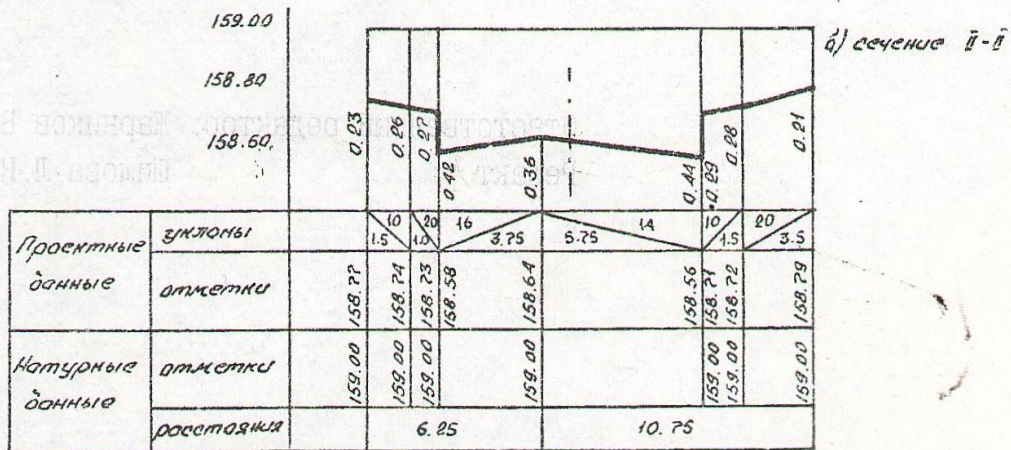 159.00
б) сечение II-II
158.80
158.60
0.23 0.26 0.27 0.42 0.36 0.44 0.29 0.28 0.21
Проектные данные
уклоны
10 20 16 14 10 20
1.5 1.0 3.75 5.75 1.5 3.5
отметки
158.77 158.74 158.73 158.58 158.64 158.56 158.71 158.72 158.79
Натурные данные
отметки
159.00 159.00 159.00 159.00 159.00 159.00 159.00
расстояния
6.25 10.75